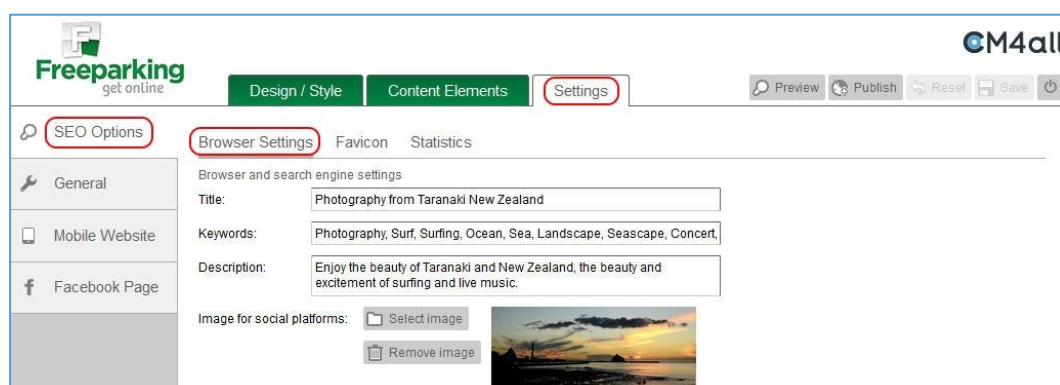 CM4all
Freeparking
get online
Design / Style
Content Elements
Settings
Preview
Publish
Reset
Save
SEO Options
General
Mobile Website
Facebook Page
Browser Settings
Favicon
Statistics
Browser and search engine settings
Title:
Photography from Taranaki New Zealand
Keywords:
Photography, Surf, Surfing, Ocean, Sea, Landscape, Seascape, Concert,
Description:
Enjoy the beauty of Taranaki and New Zealand, the beauty and
excitement of surfing and live music.
Image for social platforms:
Select image
Remove image